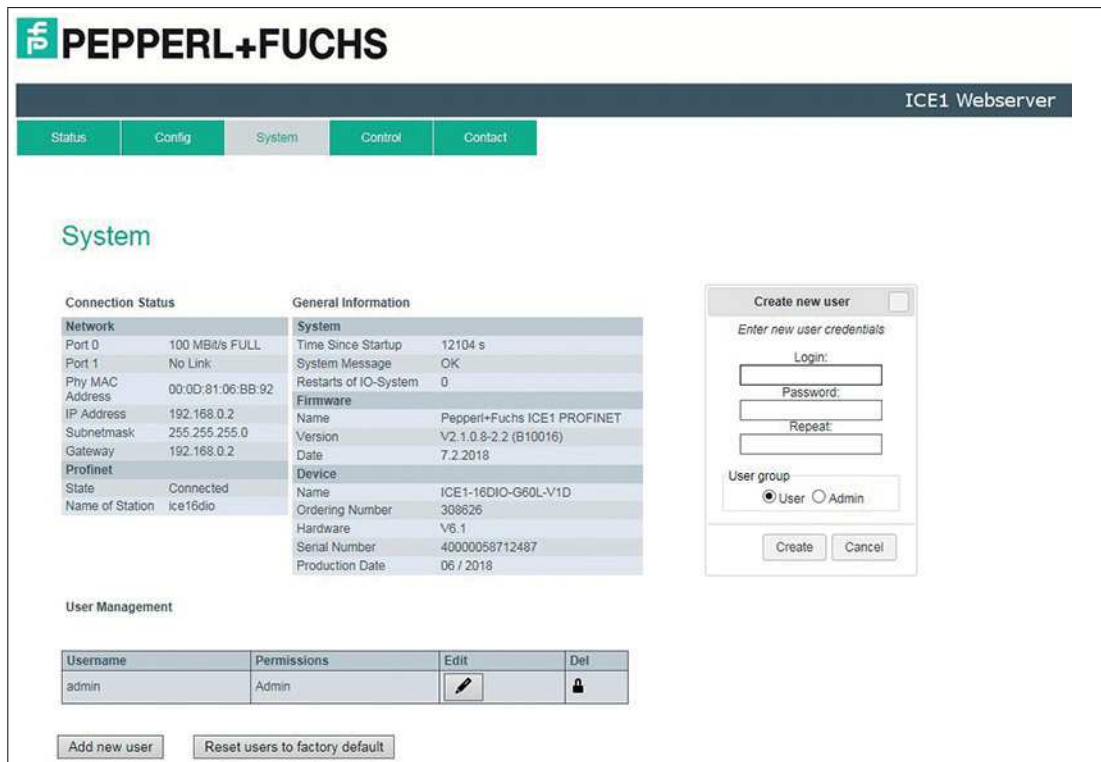 PEPPERL+FUCHS
ICE1 Webserver
Status Config System Control Contact
System
Connection Status
Network
Port 0 100 MBit/s FULL
Port 1 No Link
Phy MAC Address 00:0D:81:06:BB:92
IP Address 192.168.0.2
Subnetmask 255.255.255.0
Gateway 192.168.0.2
Profinet
State Connected
Name of Station ice16dio
General Information
System
Time Since Startup 12104 s
System Message OK
Restarts of IO-System 0
Firmware
Name Pepperl+Fuchs ICE1 PROFINET
Version V2.1.0.8-2.2 (B10016)
Date 7.2.2018
Device
Name ICE1-16DIO-G60L-V1D
Ordering Number 308626
Hardware V6.1
Serial Number 40000058712487
Production Date 06 / 2018
Create new user
Enter new user credentials
Login:
Password:
Repeat:
User group
User Admin
Create Cancel
User Management
Username Permissions Edit Del
admin Admin
Add new user Reset users to factory default